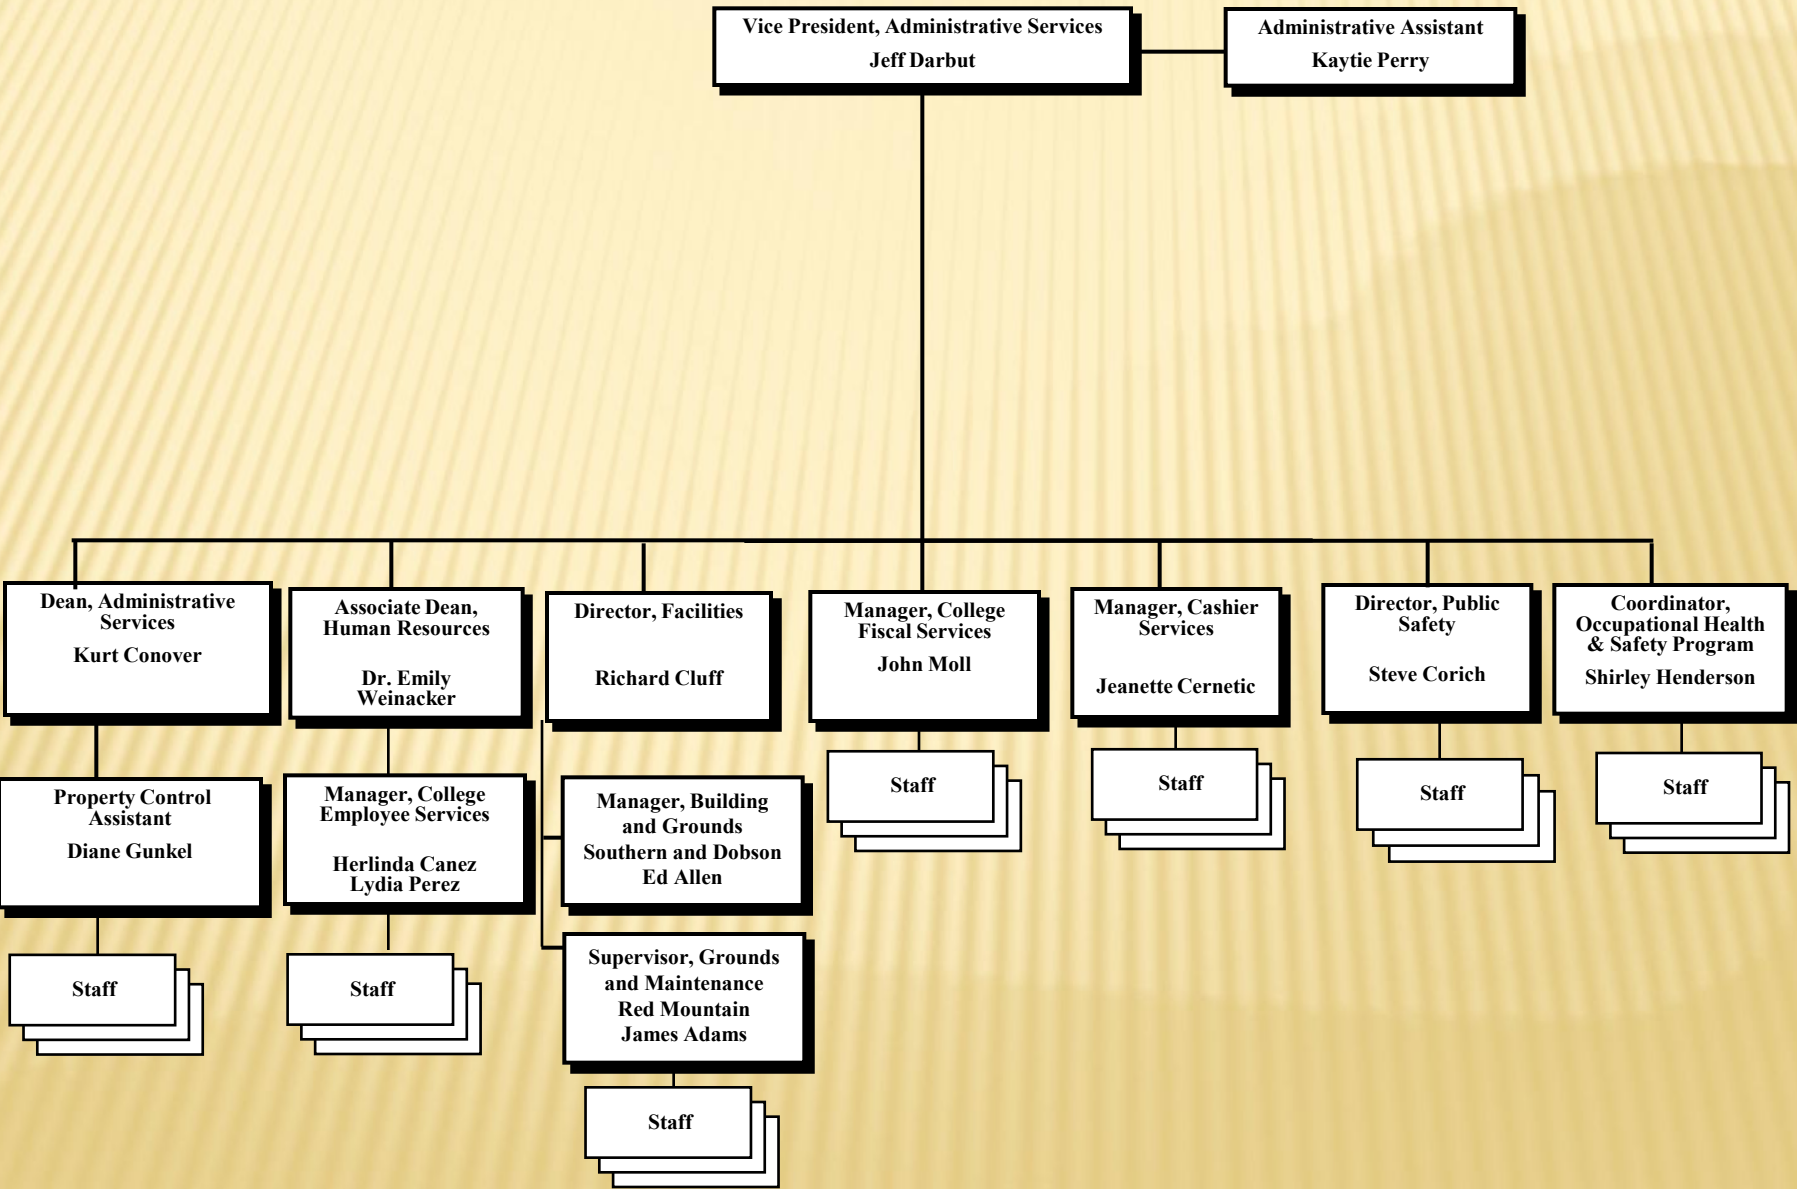 Vice President, Administrative Services
Jeff Darbut
Administrative Assistant
Kaytie Perry
Dean, Administrative
Services
Kurt Conover
Associate Dean,
Human Resources
Dr. Emily
Weinacker
Director, Facilities
Richard Cluff
Manager, College
Fiscal Services
John Moll
Manager, Cashier
Services
Jeanette Cernetic
Director, Public
Safety
Steve Corich
Coordinator,
Occupational Health
& Safety Program
Shirley Henderson
Property Control
Assistant
Diane Gunkel
Manager, College
Employee Services
Herlinda Canez
Lydia Perez
Manager, Building
and Grounds
Southern and Dobson
Ed Allen
Staff
Staff
Staff
Staff
Supervisor, Grounds
and Maintenance
Red Mountain
James Adams
Staff
Staff
Staff